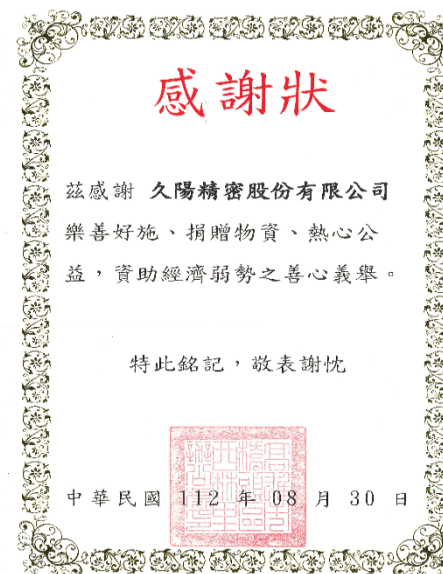 感謝狀
茲感謝 久陽精密股份有限公司
樂善好施、捐贈物資、熱心公
益，資助經濟弱勢之善心義舉。
特此銘記，敬表謝忱
中華民國 112 年 08 月 30 日